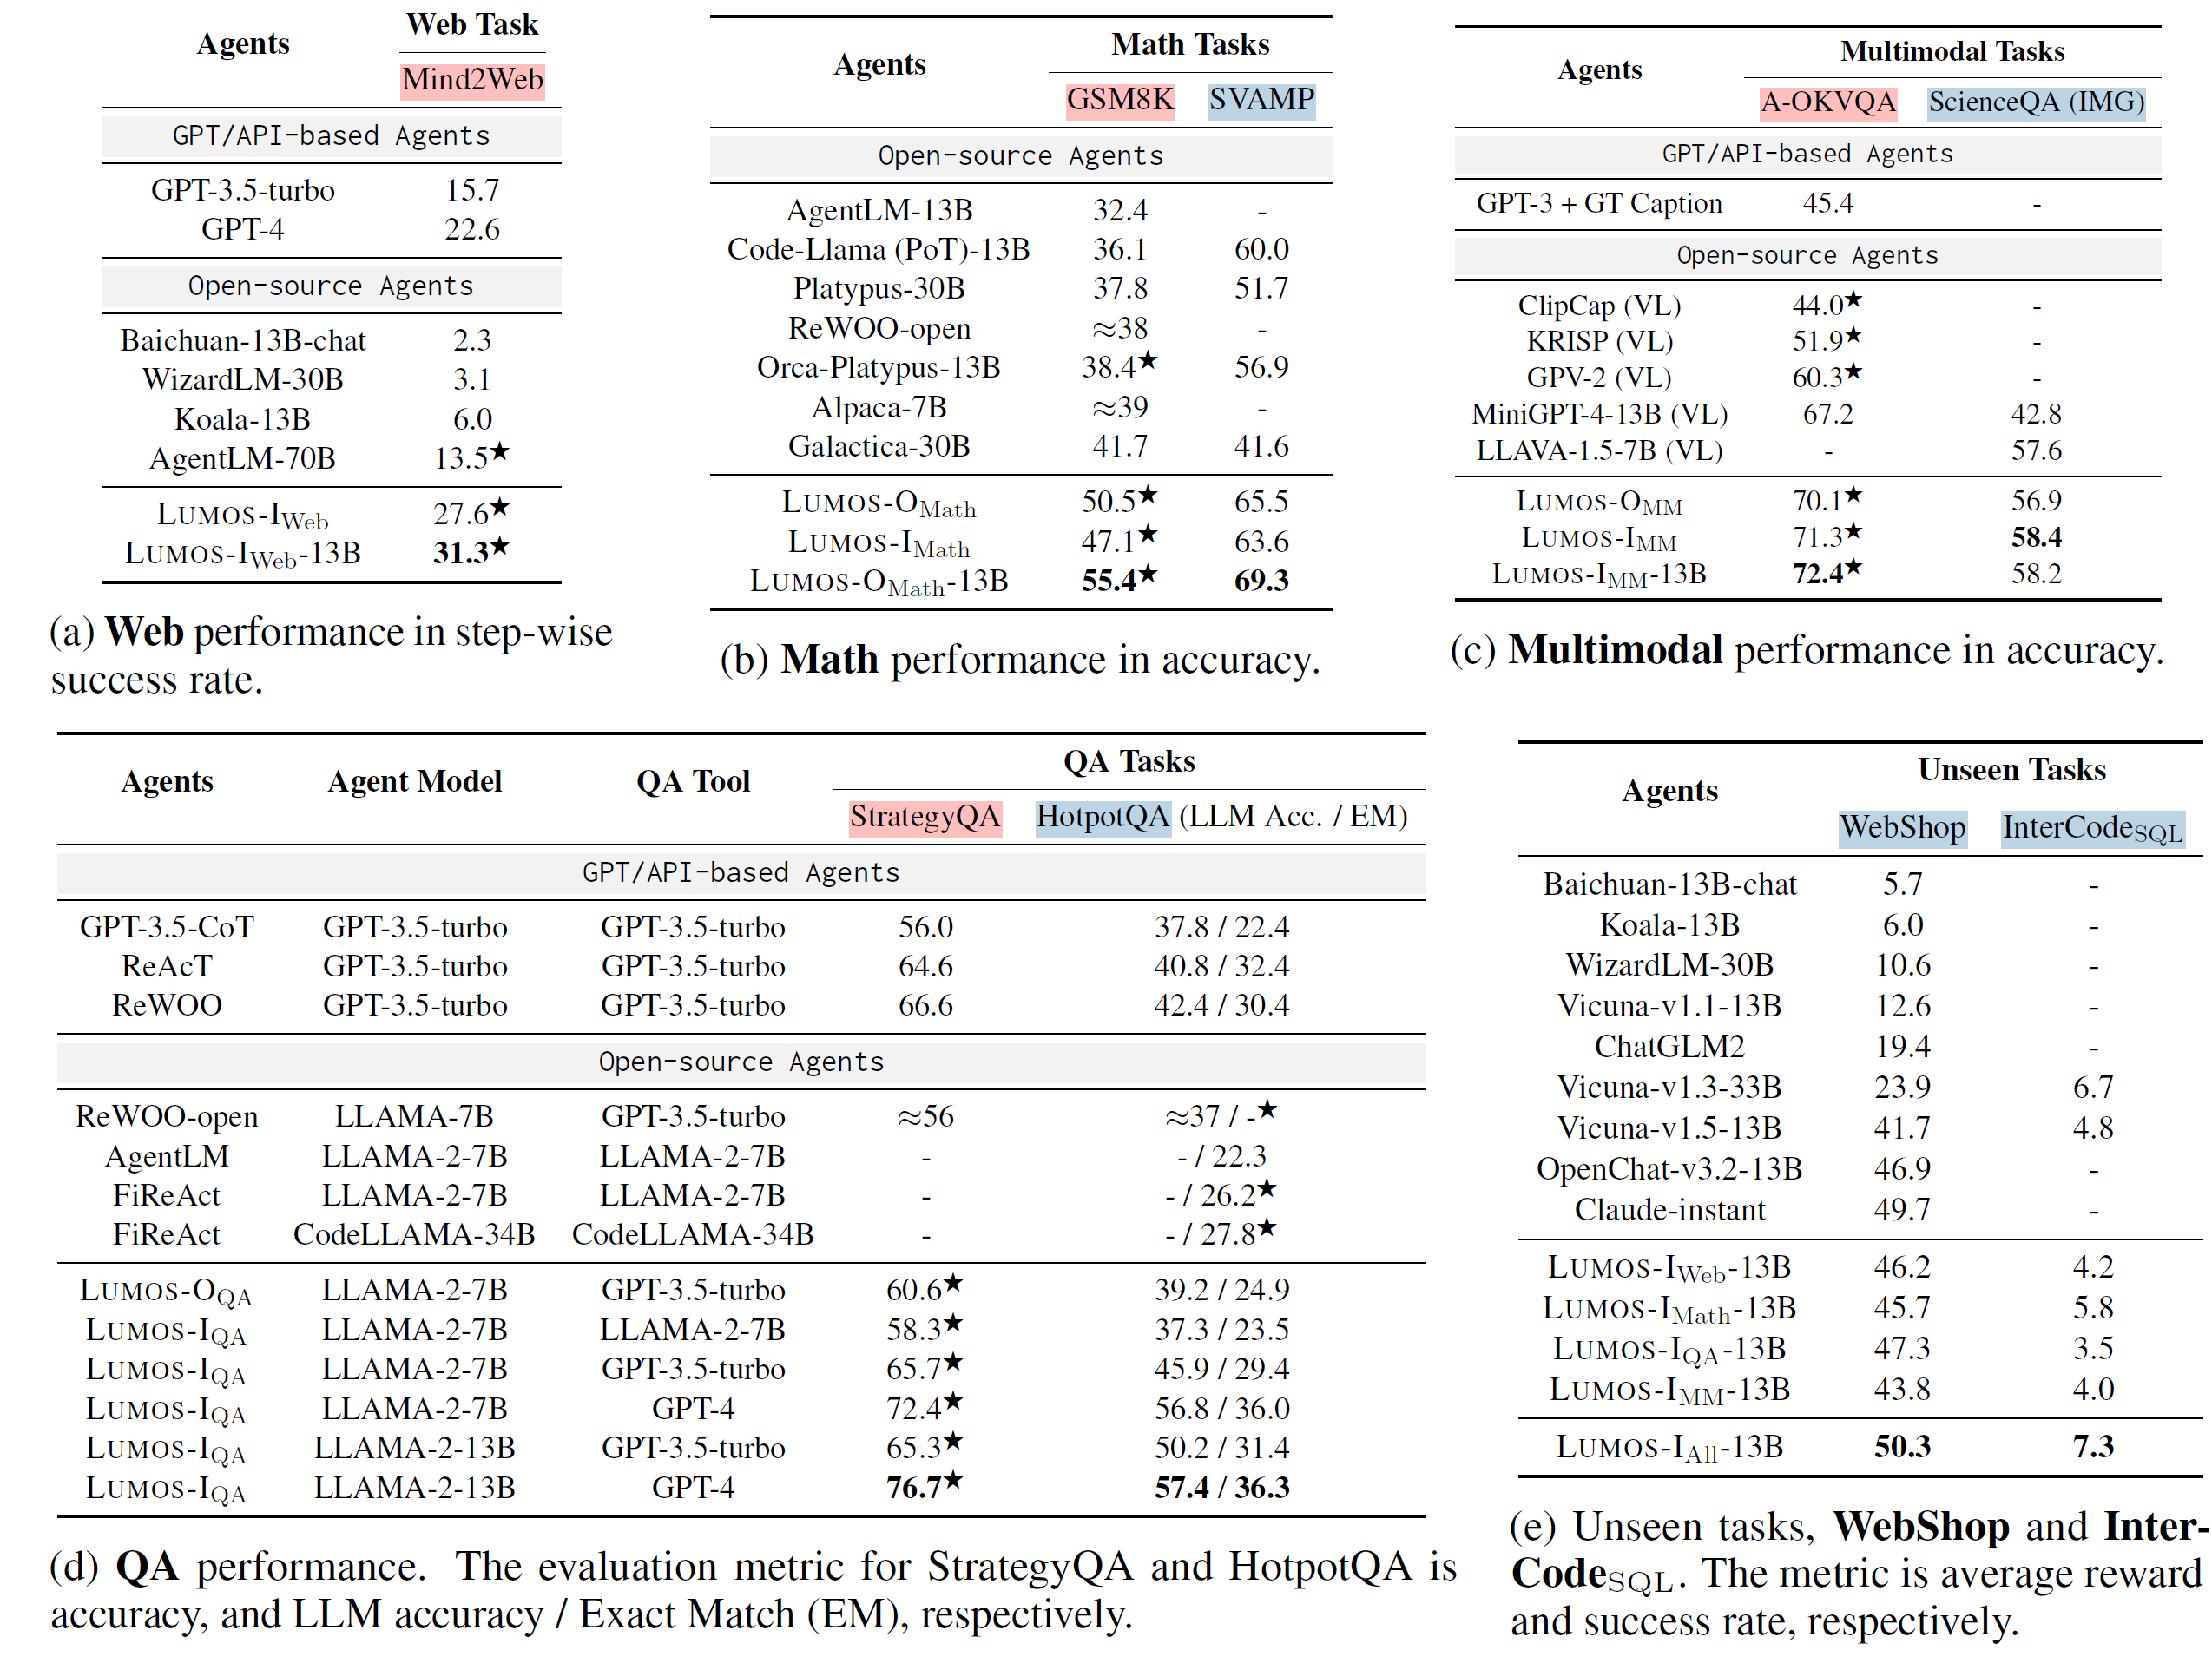 Agents Web Task
Mind2Web
GPT/API-based Agents
GPT-3.5-turbo 15.7
GPT-4 22.6
Open-source Agents
Baichuan-13B-chat 2.3
WizardLM-30B 3.1
Koala-13B 6.0
AgentLM-70B 13.5★
LUMOS-I_Web 27.6★
LUMOS-I_Web-13B 31.3★
(a) Web performance in step-wise
success rate.
Agents Math Tasks
GSM8K SVAMP
Open-source Agents
AgentLM-13B 32.4 -
Code-Llama (PoT)-13B 36.1 60.0
Platypus-30B 37.8 51.7
ReWOO-open ≈38 -
Orca-Platypus-13B 38.4★ 56.9
Alpaca-7B ≈39 -
Galactica-30B 41.7 41.6
LUMOS-O_Math 50.5★ 65.5
LUMOS-I_Math 47.1★ 63.6
LUMOS-O_Math-13B 55.4★ 69.3
(b) Math performance in accuracy.
Agents Multimodal Tasks
A-OKVQA ScienceQA (IMG)
GPT/API-based Agents
GPT-3 + GT Caption 45.4 -
Open-source Agents
ClipCap (VL) 44.0★ -
KRISP (VL) 51.9★ -
GPV-2 (VL) 60.3★ -
MiniGPT-4-13B (VL) 67.2 42.8
LLAVA-1.5-7B (VL) - 57.6
LUMOS-O_MM 70.1★ 56.9
LUMOS-I_MM 71.3★ 58.4
LUMOS-I_MM-13B 72.4★ 58.2
(c) Multimodal performance in accuracy.
Agents Agent Model QA Tool QA Tasks
StrategyQA HotpotQA (LLM Acc. / EM)
GPT/API-based Agents
GPT-3.5-CoT GPT-3.5-turbo GPT-3.5-turbo 56.0 37.8 / 22.4
ReAcT GPT-3.5-turbo GPT-3.5-turbo 64.6 40.8 / 32.4
ReWOO GPT-3.5-turbo GPT-3.5-turbo 66.6 42.4 / 30.4
Open-source Agents
ReWOO-open LLAMA-7B GPT-3.5-turbo ≈56 ≈37 / -★
AgentLM LLAMA-2-7B LLAMA-2-7B - - / 22.3
FiReAct LLAMA-2-7B LLAMA-2-7B - - / 26.2★
FiReAct CodeLLAMA-34B CodeLLAMA-34B - - / 27.8★
LUMOS-O_QA LLAMA-2-7B GPT-3.5-turbo 60.6★ 39.2 / 24.9
LUMOS-I_QA LLAMA-2-7B LLAMA-2-7B 58.3★ 37.3 / 23.5
LUMOS-I_QA LLAMA-2-7B GPT-3.5-turbo 65.7★ 45.9 / 29.4
LUMOS-I_QA LLAMA-2-7B GPT-4 72.4★ 56.8 / 36.0
LUMOS-I_QA LLAMA-2-13B GPT-3.5-turbo 65.3★ 50.2 / 31.4
LUMOS-I_QA LLAMA-2-13B GPT-4 76.7★ 57.4 / 36.3
(d) QA performance. The evaluation metric for StrategyQA and HotpotQA is
accuracy, and LLM accuracy / Exact Match (EM), respectively.
Agents Unseen Tasks
WebShop InterCode_SQL
Baichuan-13B-chat 5.7 -
Koala-13B 6.0 -
WizardLM-30B 10.6 -
Vicuna-v1.1-13B 12.6 -
ChatGLM2 19.4 -
Vicuna-v1.3-33B 23.9 6.7
Vicuna-v1.5-13B 41.7 4.8
OpenChat-v3.2-13B 46.9 -
Claude-instant 49.7 -
LUMOS-I_Web-13B 46.2 4.2
LUMOS-I_Math-13B 45.7 5.8
LUMOS-I_QA-13B 47.3 3.5
LUMOS-I_MM-13B 43.8 4.0
LUMOS-I_All-13B 50.3 7.3
(e) Unseen tasks, WebShop and Inter-
Code_SQL. The metric is average reward
and success rate, respectively.